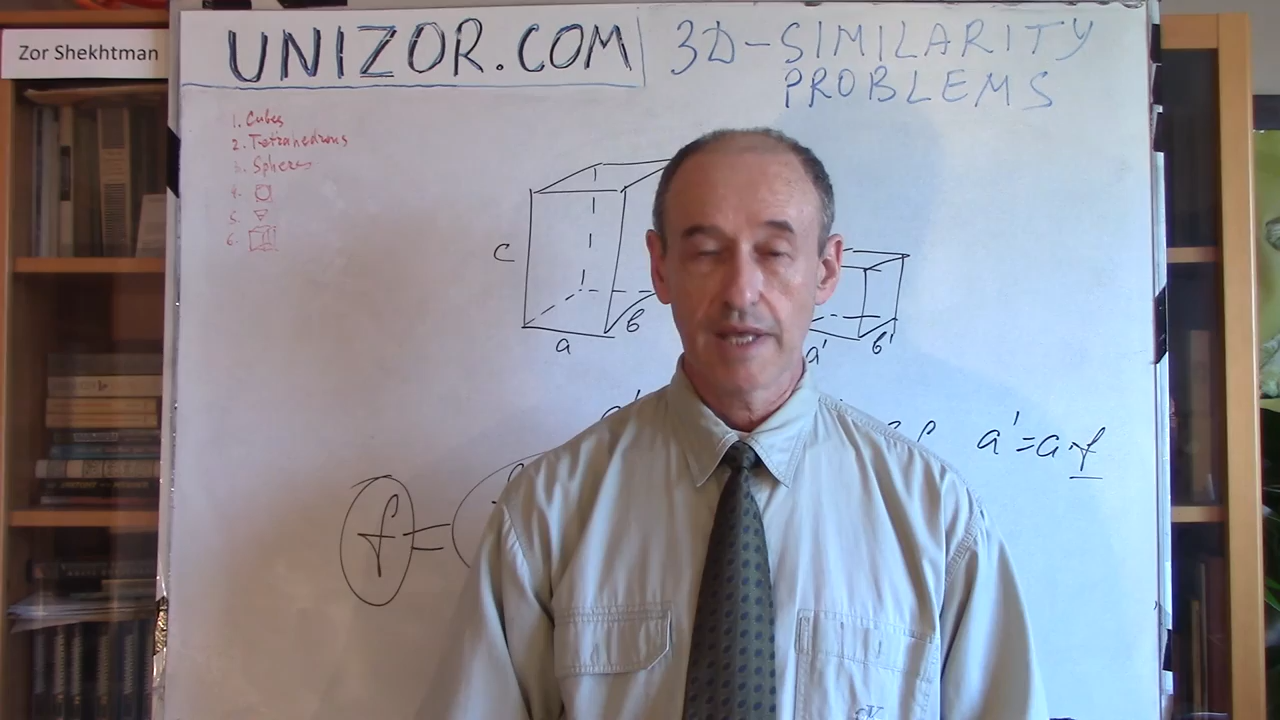 Zor Shekhtman
UNIZOR.COM
3D-SIMILARITY
PROBLEMS
1. Cubes
2. Tetrahedrons
3. Spheres
4.
5.
6.
c
a
b
a'
b'
a'=a·f
f=